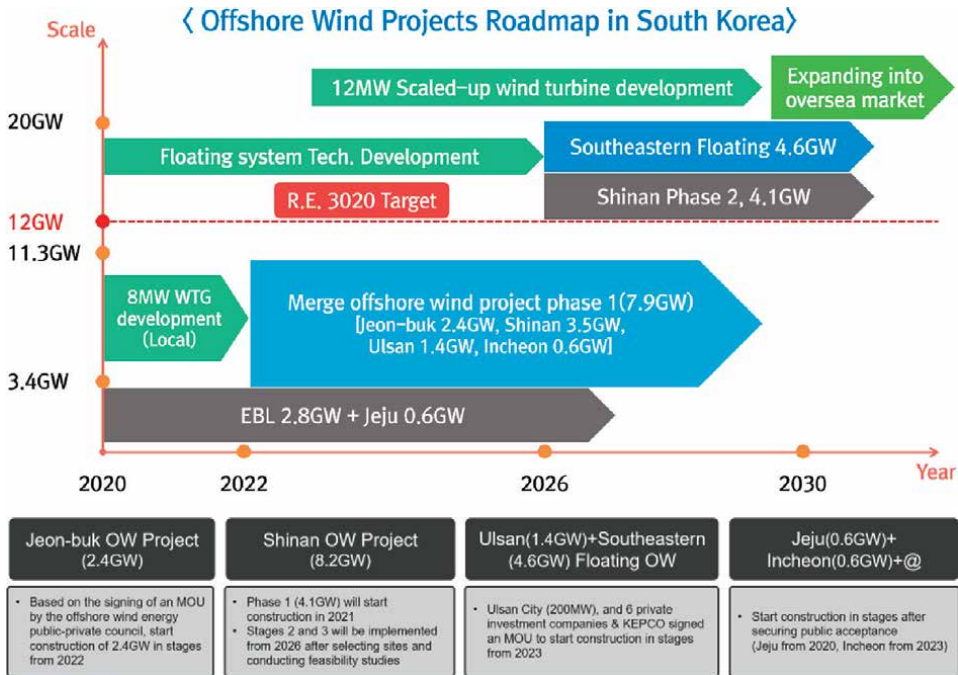 〈 Offshore Wind Projects Roadmap in South Korea〉
Scale
12MW Scaled-up wind turbine development
Expanding into
oversea market
20GW
Floating system Tech. Development
Southeastern Floating 4.6GW
R.E. 3020 Target
Shinan Phase 2, 4.1GW
12GW
11.3GW
8MW WTG
development
(Local)
Merge offshore wind project phase 1(7.9GW)
[Jeon-buk 2.4GW, Shinan 3.5GW,
Ulsan 1.4GW, Incheon 0.6GW]
3.4GW
EBL 2.8GW + Jeju 0.6GW
Year
2020
2022
2026
2030
Jeon-buk OW Project
(2.4GW)
• Based on the signing of an MOU
by the offshore wind energy
public-private council, start
construction of 2.4GW in stages
from 2022
Shinan OW Project
(8.2GW)
• Phase 1 (4.1GW) will start
construction in 2021
• Stages 2 and 3 will be implemented
from 2026 after selecting sites and
conducting feasibility studies
Ulsan(1.4GW)+Southeastern
(4.6GW) Floating OW
• Ulsan City (200MW), and 6 private
investment companies & KEPCO signed
an MOU to start construction in stages
from 2023
Jeju(0.6GW)+
Incheon(0.6GW)+@
• Start construction in stages after
securing public acceptance
(Jeju from 2020, Incheon from 2023)